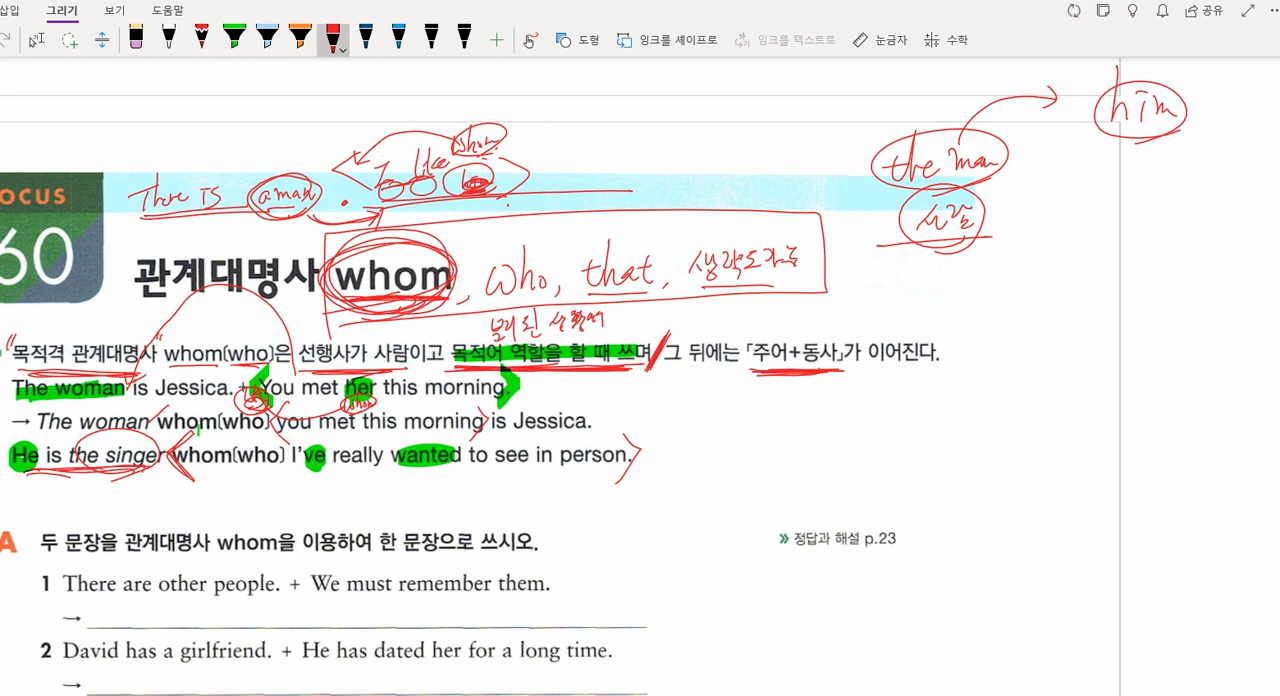 삽입 그리기 보기 도움말
공유
도형 잉크를 셰이프로 잉크를 텍스트로 눈금자 수학
him
the man
사람
whom
I like
There is a man .
OCUS
60
관계대명사 whom, who, that, 생략도가능
분리된 상황에
"목적격 관계대명사" whom(who)은 선행사가 사람이고 목적어 역할을 할 때 쓰며 / 그 뒤에는 「주어+동사」가 이어진다.
The woman is Jessica. + You met her this morning.
whom
→ The woman whom(who) you met this morning is Jessica.
He is the singer whom(who) I've really wanted to see in person.
A 두 문장을 관계대명사 whom을 이용하여 한 문장으로 쓰시오.
» 정답과 해설 p.23
1 There are other people. + We must remember them.
→
2 David has a girlfriend. + He has dated her for a long time.
→